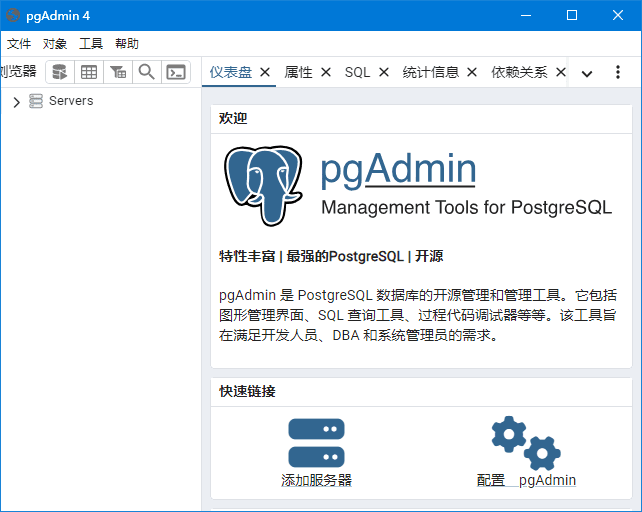 pgAdmin 4
文件 对象 工具 帮助
浏览器
仪表盘 属性 SQL 统计信息 依赖关系
Servers
欢迎
pgAdmin
Management Tools for PostgreSQL
特性丰富 | 最强的PostgreSQL | 开源
pgAdmin 是 PostgreSQL 数据库的开源管理和管理工具。它包括
图形管理界面、SQL 查询工具、过程代码调试器等等。该工具旨
在满足开发人员、DBA 和系统管理员的需求。
快速链接
添加服务器 配置 pgAdmin